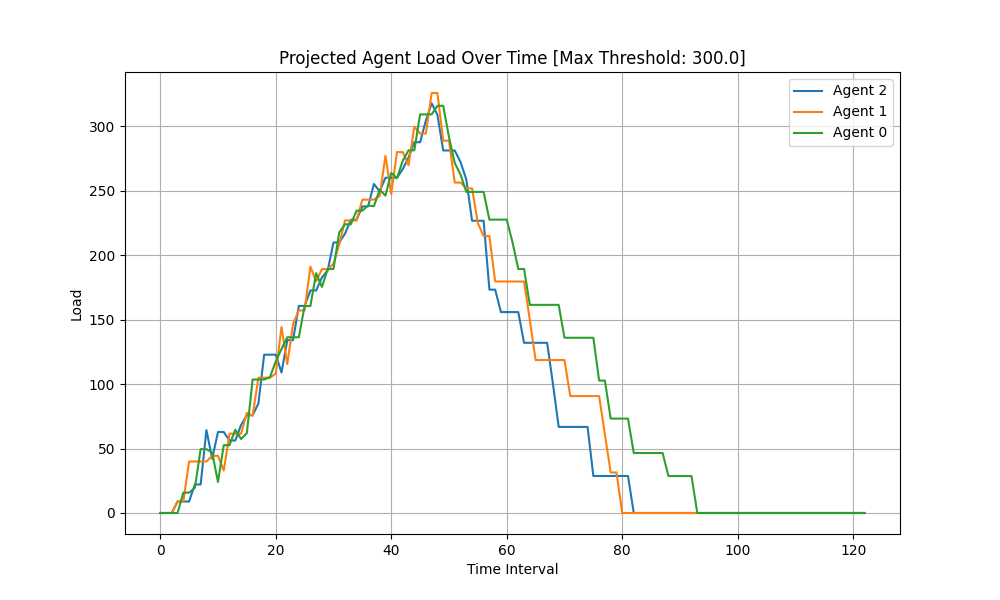 Projected Agent Load Over Time [Max Threshold: 300.0]
Agent 2
Agent 1
Agent 0
Load
300
250
200
150
100
50
0
0 20 40 60 80 100 120
Time Interval